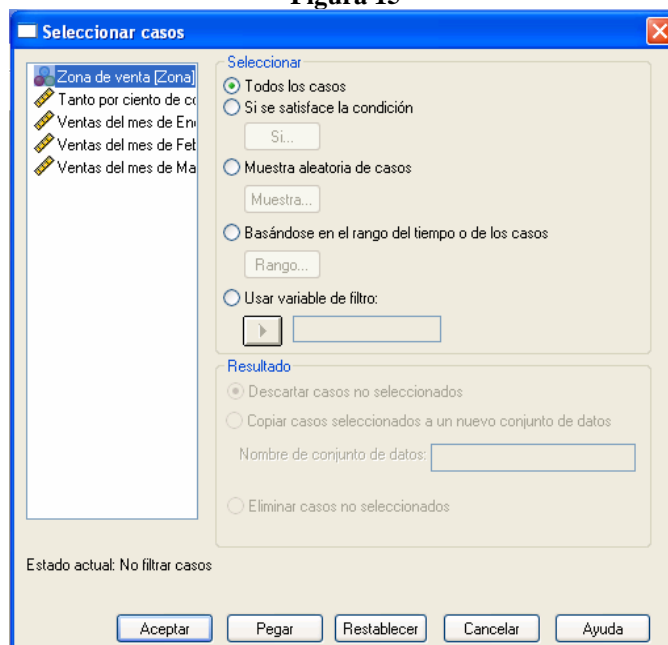 Figura 15
Seleccionar casos
Zona de venta [Zona]
Tanto por ciento de co
Ventas del mes de En
Ventas del mes de Feb
Ventas del mes de Ma
Seleccionar
Todos los casos
Si se satisface la condición
Si...
Muestra aleatoria de casos
Muestra...
Basándose en el rango del tiempo o de los casos
Rango...
Usar variable de filtro:
Resultado
Descartar casos no seleccionados
Copiar casos seleccionados a un nuevo conjunto de datos
Nombre de conjunto de datos:
Eliminar casos no seleccionados
Estado actual: No filtrar casos
Aceptar
Pegar
Restablecer
Cancelar
Ayuda